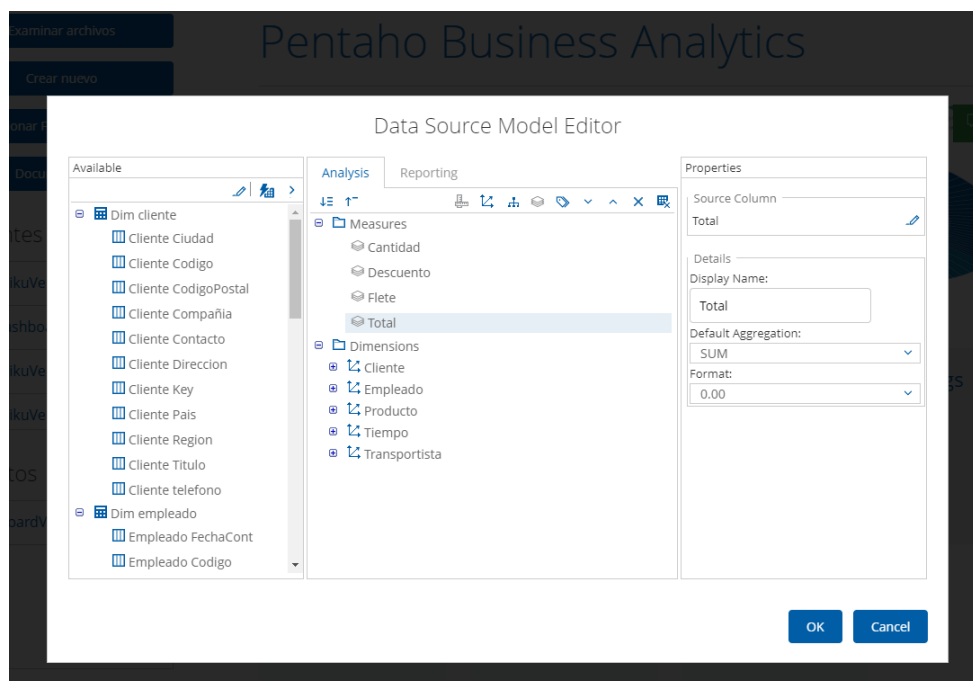 Examinar archivos
Pentaho Business Analytics
Crear nuevo
Data Source Model Editor
Available
Analysis
Reporting
Properties
Source Column
Total
Details
Display Name:
Total
Default Aggregation:
SUM
Format:
0.00
Dim cliente
Cliente Ciudad
Cliente Codigo
Cliente CodigoPostal
Cliente Compañia
Cliente Contacto
Cliente Direccion
Cliente Key
Cliente Pais
Cliente Region
Cliente Titulo
Cliente telefono
Dim empleado
Empleado FechaCont
Empleado Codigo
Measures
Cantidad
Descuento
Flete
Total
Dimensions
Cliente
Empleado
Producto
Tiempo
Transportista
OK
Cancel